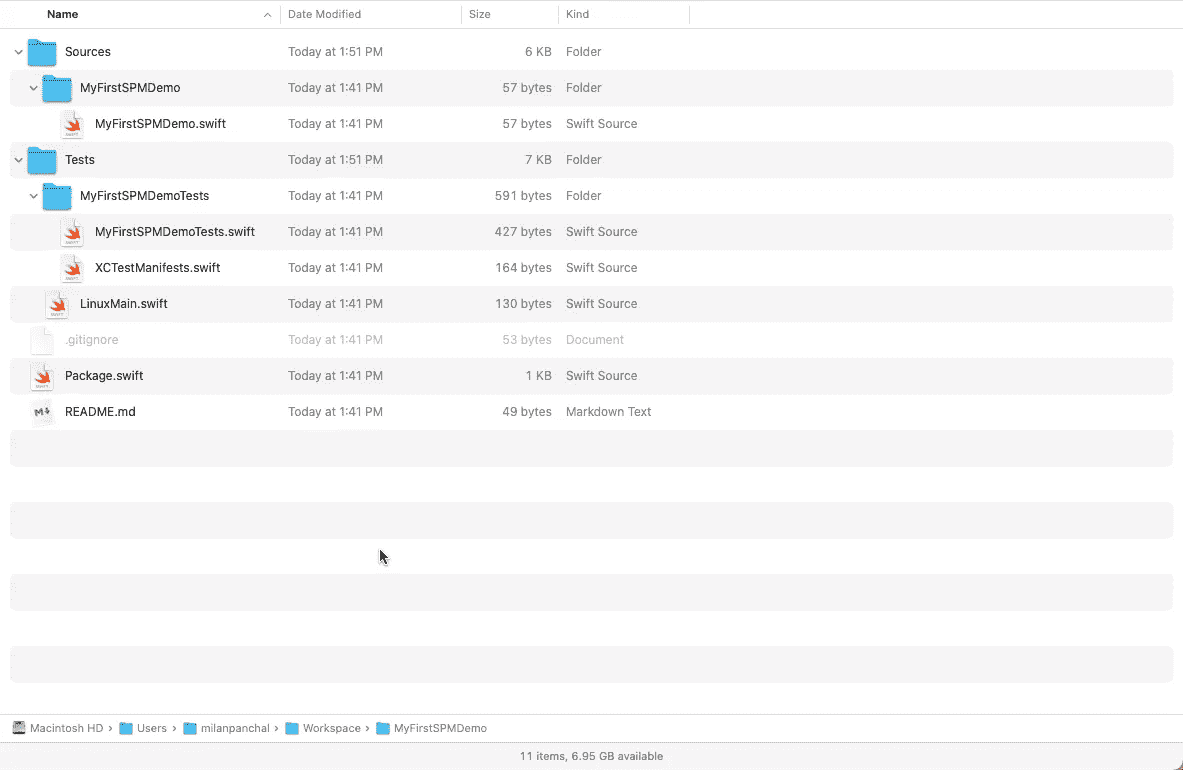 Name Date Modified Size Kind
Sources Today at 1:51 PM 6 KB Folder
MyFirstSPMDemo Today at 1:41 PM 57 bytes Folder
MyFirstSPMDemo.swift Today at 1:41 PM 57 bytes Swift Source
Tests Today at 1:51 PM 7 KB Folder
MyFirstSPMDemoTests Today at 1:41 PM 591 bytes Folder
MyFirstSPMDemoTests.swift Today at 1:41 PM 427 bytes Swift Source
XCTestManifests.swift Today at 1:41 PM 164 bytes Swift Source
LinuxMain.swift Today at 1:41 PM 130 bytes Swift Source
.gitignore Today at 1:41 PM 53 bytes Document
Package.swift Today at 1:41 PM 1 KB Swift Source
README.md Today at 1:41 PM 49 bytes Markdown Text
Macintosh HD › Users › milanpanchal › Workspace › MyFirstSPMDemo
11 items, 6.95 GB available